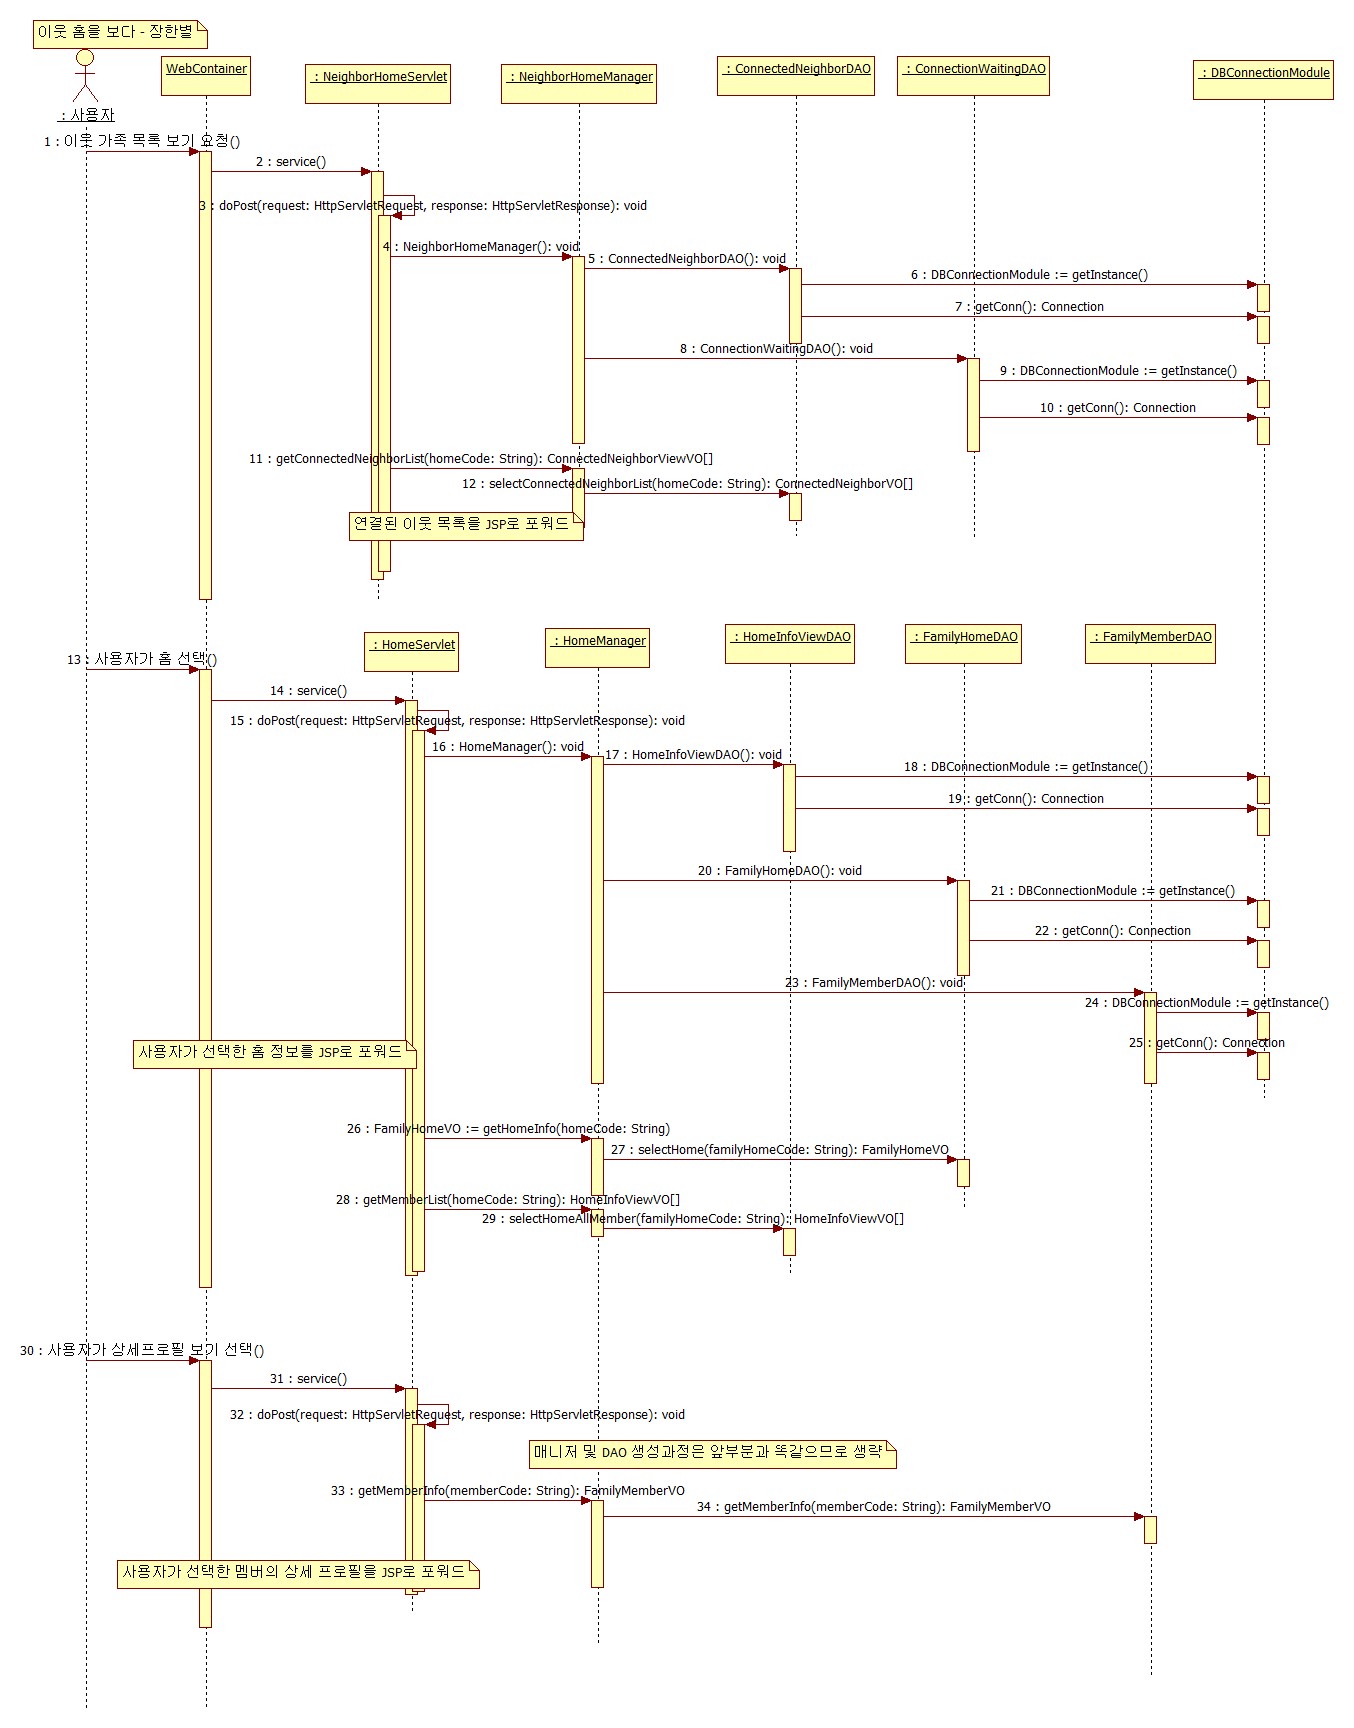 이웃 홈을 보다 - 장한별
WebContainer
: NeighborHomeServlet
: NeighborHomeManager
: ConnectedNeighborDAO
: ConnectionWaitingDAO
: DBConnectionModule
: 사용자
1 : 이웃 가족 목록 보기 요청()
2 : service()
3 : doPost(request: HttpServletRequest, response: HttpServletResponse): void
4 : NeighborHomeManager(): void
5 : ConnectedNeighborDAO(): void
6 : DBConnectionModule := getInstance()
7 : getConn(): Connection
8 : ConnectionWaitingDAO(): void
9 : DBConnectionModule := getInstance()
10 : getConn(): Connection
11 : getConnectedNeighborList(homeCode: String): ConnectedNeighborViewVO[]
12 : selectConnectedNeighborList(homeCode: String): ConnectedNeighborVO[]
연결된 이웃 목록을 JSP로 포워드
: HomeServlet
: HomeManager
: HomeInfoViewDAO
: FamilyHomeDAO
: FamilyMemberDAO
13 : 사용자가 홈 선택()
14 : service()
15 : doPost(request: HttpServletRequest, response: HttpServletResponse): void
16 : HomeManager(): void
17 : HomeInfoViewDAO(): void
18 : DBConnectionModule := getInstance()
19 : getConn(): Connection
20 : FamilyHomeDAO(): void
21 : DBConnectionModule := getInstance()
22 : getConn(): Connection
23 : FamilyMemberDAO(): void
24 : DBConnectionModule := getInstance()
25 : getConn(): Connection
사용자가 선택한 홈 정보를 JSP로 포워드
26 : FamilyHomeVO := getHomeInfo(homeCode: String)
27 : selectHome(familyHomeCode: String): FamilyHomeVO
28 : getMemberList(homeCode: String): HomeInfoViewVO[]
29 : selectHomeAllMember(familyHomeCode: String): HomeInfoViewVO[]
30 : 사용자가 상세프로필 보기 선택()
31 : service()
32 : doPost(request: HttpServletRequest, response: HttpServletResponse): void
매니저 및 DAO 생성과정은 앞부분과 똑같으므로 생략
33 : getMemberInfo(memberCode: String): FamilyMemberVO
34 : getMemberInfo(memberCode: String): FamilyMemberVO
사용자가 선택한 멤버의 상세 프로필을 JSP로 포워드